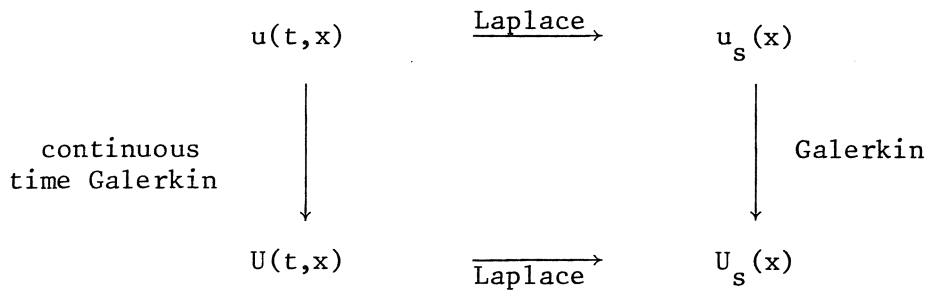 u(t,x) Laplace u_s(x)
continuous
time Galerkin
Galerkin
U(t,x) Laplace U_s(x)